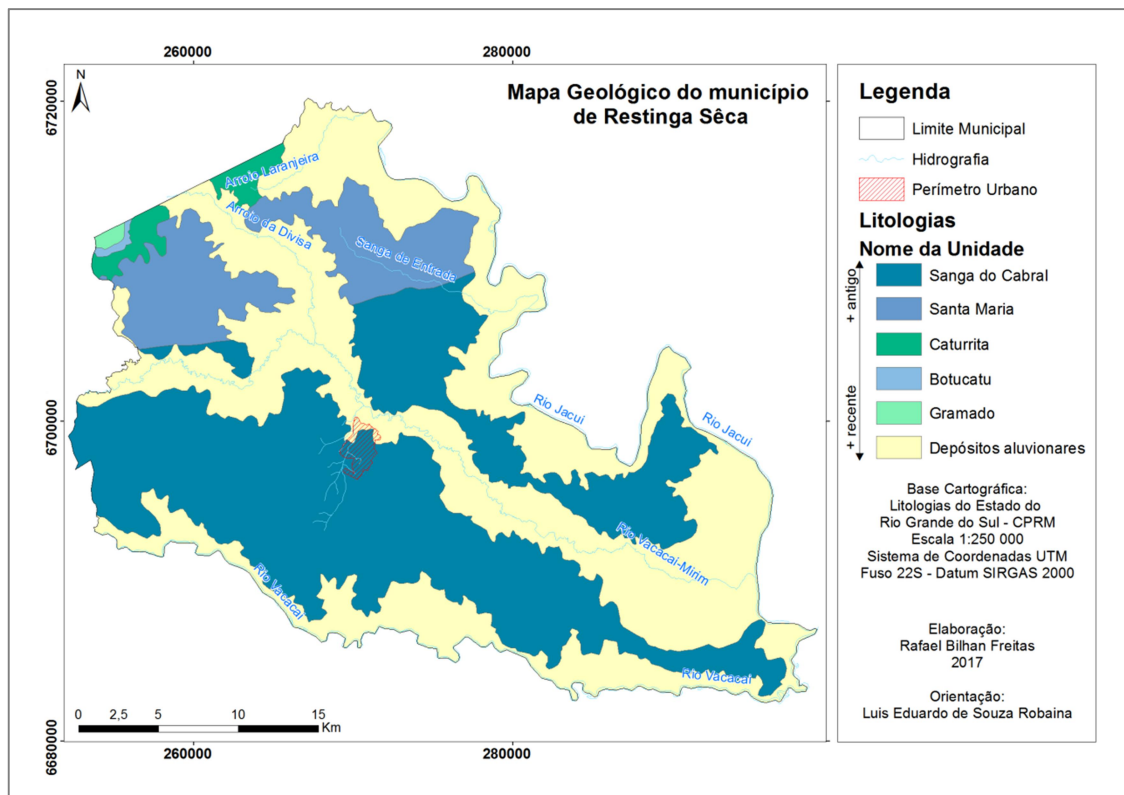 260000
280000
6720000
6700000
6680000
N
Mapa Geológico do município
de Restinga Sêca
Arroio Laranjeira
Arroio da Divisa
Sanga de Entrada
Rio Jacuí
Rio Jacuí
Rio Vacacaí-Mirim
Rio Vacacaí
Rio Vacacaí
0 2,5 5 10 15
Km
260000
280000
Legenda
Limite Municipal
Hidrografia
Perímetro Urbano
Litologias
Nome da Unidade
+ antigo
+ recente
Sanga do Cabral
Santa Maria
Caturrita
Botucatu
Gramado
Depósitos aluvionares
Base Cartográfica:
Litologias do Estado do
Rio Grande do Sul - CPRM
Escala 1:250 000
Sistema de Coordenadas UTM
Fuso 22S - Datum SIRGAS 2000
Elaboração:
Rafael Bilhan Freitas
2017
Orientação:
Luis Eduardo de Souza Robaina